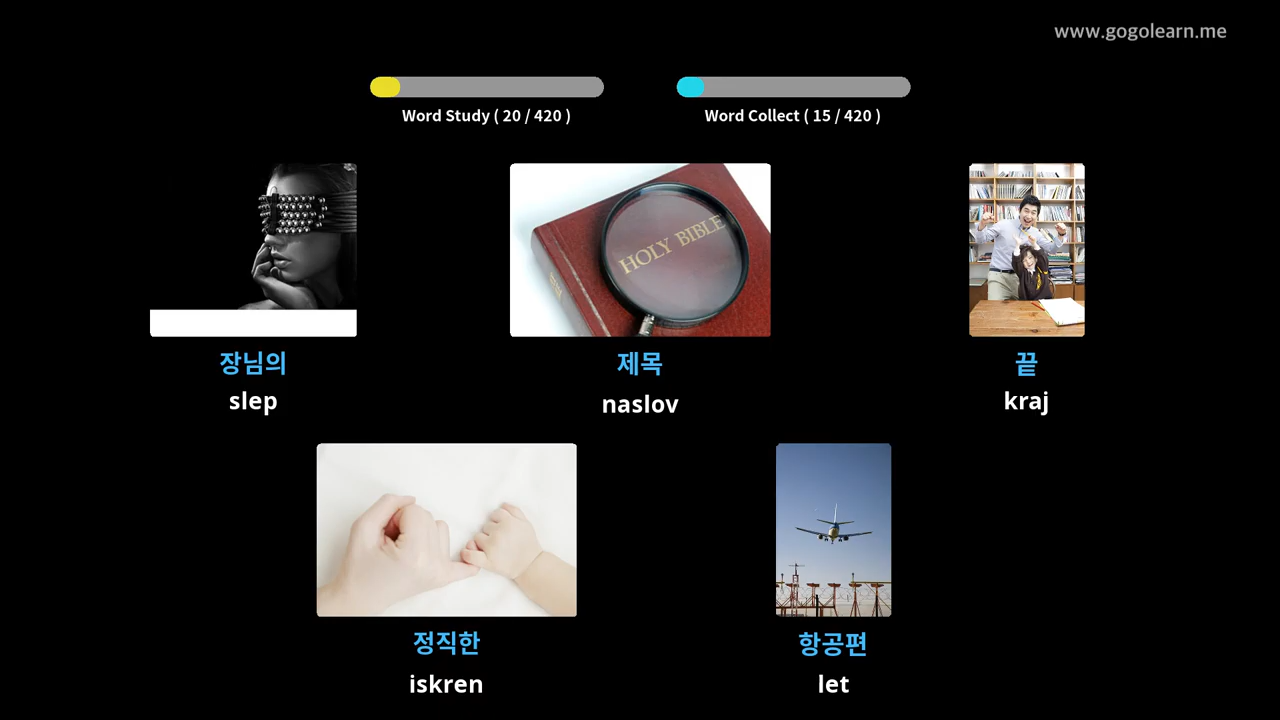 www.gogolearn.me
Word Study ( 20 / 420 )
Word Collect ( 15 / 420 )
HOLY BIBLE
장님의
slep
제목
naslov
끝
kraj
정직한
iskren
항공편
let